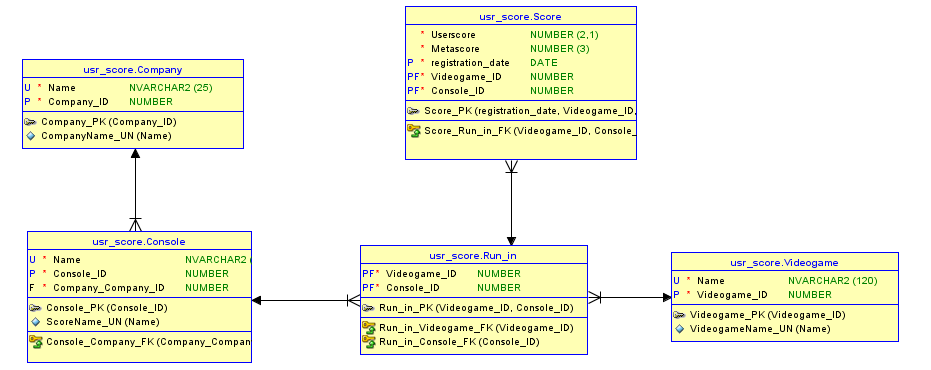 usr_score.Score
* Userscore NUMBER (2,1)
* Metascore NUMBER (3)
P * registration_date DATE
PF* Videogame_ID NUMBER
PF* Console_ID NUMBER
Score_PK (registration_date, Videogame_ID,
Score_Run_in_FK (Videogame_ID, Console_
usr_score.Company
U * Name NVARCHAR2 (25)
P * Company_ID NUMBER
Company_PK (Company_ID)
CompanyName_UN (Name)
usr_score.Console
U * Name NVARCHAR2 (
P * Console_ID NUMBER
F * Company_Company_ID NUMBER
Console_PK (Console_ID)
ScoreName_UN (Name)
Console_Company_FK (Company_Compan
usr_score.Run_in
PF* Videogame_ID NUMBER
PF* Console_ID NUMBER
Run_in_PK (Videogame_ID, Console_ID)
Run_in_Videogame_FK (Videogame_ID)
Run_in_Console_FK (Console_ID)
usr_score.Videogame
U * Name NVARCHAR2 (120)
P * Videogame_ID NUMBER
Videogame_PK (Videogame_ID)
VideogameName_UN (Name)